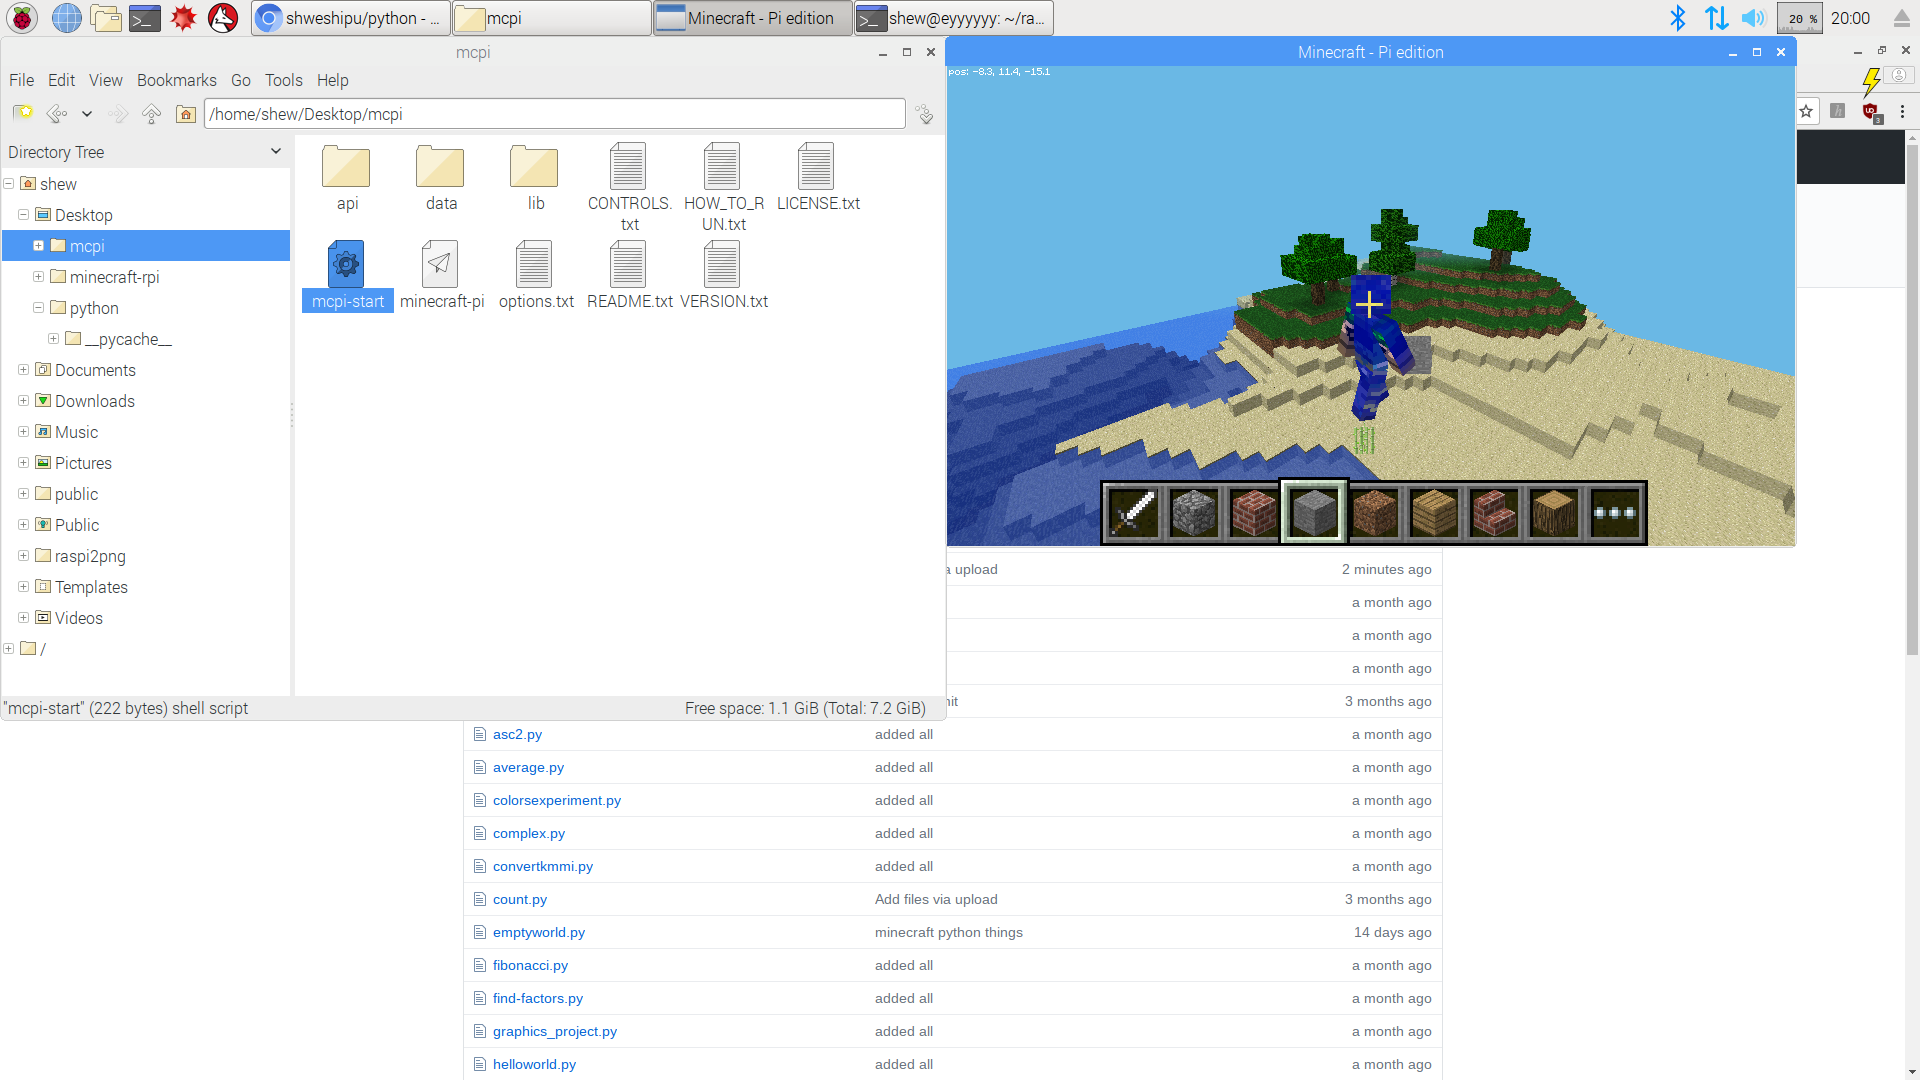 shweshipu/python - ...
mcpi
Minecraft - Pi edition
shew@eyyyyyy: ~/ra...
20 %
20:00
mcpi
File Edit View Bookmarks Go Tools Help
/home/shew/Desktop/mcpi
Directory Tree
shew
Desktop
mcpi
minecraft-rpi
python
__pycache__
Documents
Downloads
Music
Pictures
public
Public
raspi2png
Templates
Videos
/
api
data
lib
CONTROLS.
txt
HOW_TO_R
UN.txt
LICENSE.txt
mcpi-start
minecraft-pi
options.txt
README.txt
VERSION.txt
"mcpi-start" (222 bytes) shell script
Free space: 1.1 GiB (Total: 7.2 GiB)
Minecraft - Pi edition
pos: -8.3, 11.4, -15.1
h
3
a upload 2 minutes ago
a month ago
a month ago
a month ago
it 3 months ago
asc2.py added all a month ago
average.py added all a month ago
colorsexperiment.py added all a month ago
complex.py added all a month ago
convertkmmi.py added all a month ago
count.py Add files via upload 3 months ago
emptyworld.py minecraft python things 14 days ago
fibonacci.py added all a month ago
find-factors.py added all a month ago
graphics_project.py added all a month ago
helloworld.py added all a month ago